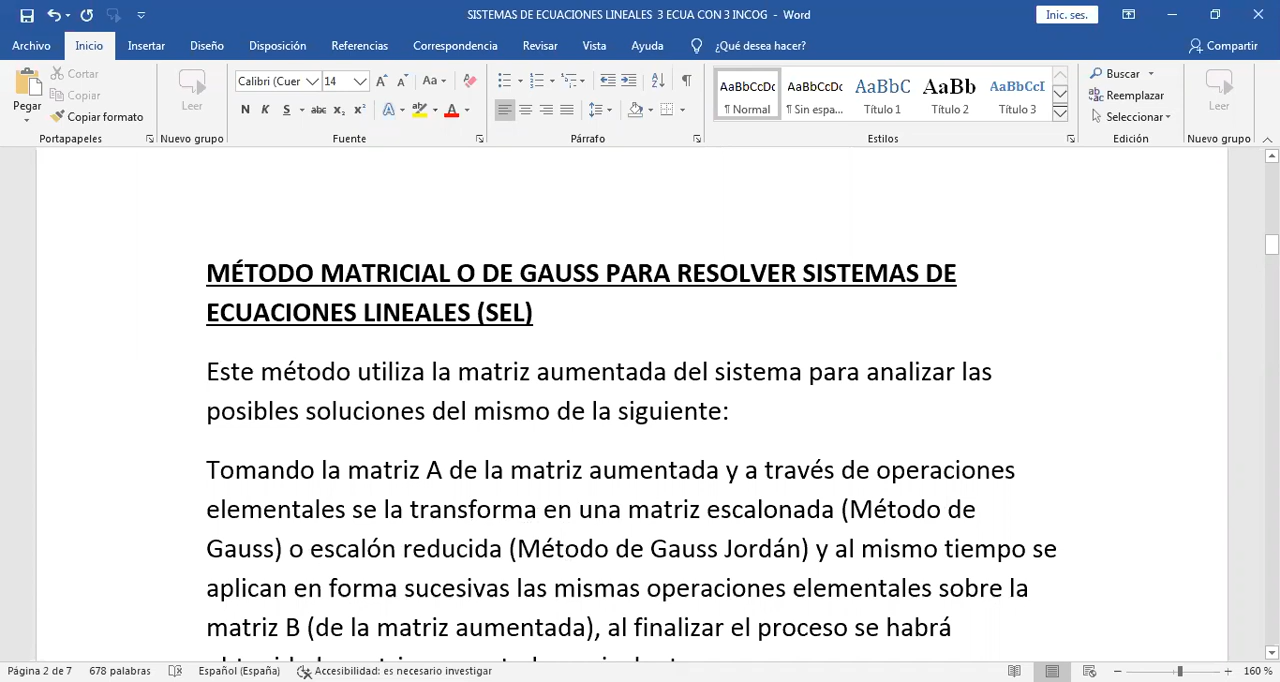 SISTEMAS DE ECUACIONES LINEALES 3 ECUA CON 3 INCOG - Word
Inic. ses.
Archivo Inicio Insertar Diseño Disposición Referencias Correspondencia Revisar Vista Ayuda ¿Qué desea hacer? Compartir
Pegar
Cortar
Copiar
Copiar formato
Portapapeles
Leer
Nuevo grupo
Calibri (Cuer 14
Aa
N K S abc x₂ x² A A
Fuente
Párrafo
AaBbCcDc AaBbCcDc AaBbC AaBb AaBbCcI
¶ Normal ¶ Sin espa... Título 1 Título 2 Título 3
Estilos
Buscar
Reemplazar
Seleccionar
Edición
Leer
Nuevo grupo
MÉTODO MATRICIAL O DE GAUSS PARA RESOLVER SISTEMAS DE
ECUACIONES LINEALES (SEL)
Este método utiliza la matriz aumentada del sistema para analizar las
posibles soluciones del mismo de la siguiente:
Tomando la matriz A de la matriz aumentada y a través de operaciones
elementales se la transforma en una matriz escalonada (Método de
Gauss) o escalón reducida (Método de Gauss Jordán) y al mismo tiempo se
aplican en forma sucesivas las mismas operaciones elementales sobre la
matriz B (de la matriz aumentada), al finalizar el proceso se habrá
Página 2 de 7 678 palabras Español (España) Accesibilidad: es necesario investigar 160 %